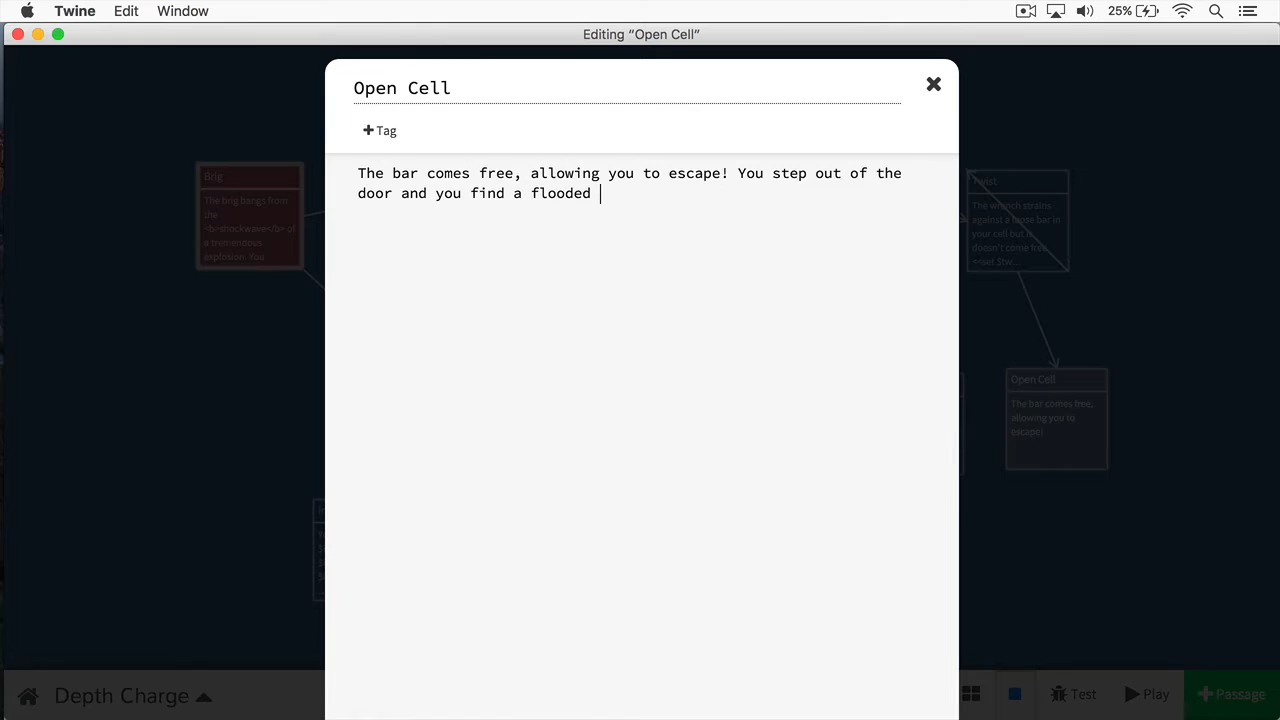 Twine Edit Window 25%
Editing “Open Cell”
Open Cell
+ Tag
The bar comes free, allowing you to escape! You step out of the
door and you find a flooded
Brig
The brig bangs from
the
<b>shockwave</b> of
a tremendous
explosion. You
Twist
The wrench strains
against a loose bar in
your cell but it
doesn't come free.
<<set $tw...
Open Cell
The bar comes free,
allowing you to
escape!
Depth Charge
Test Play +Passage